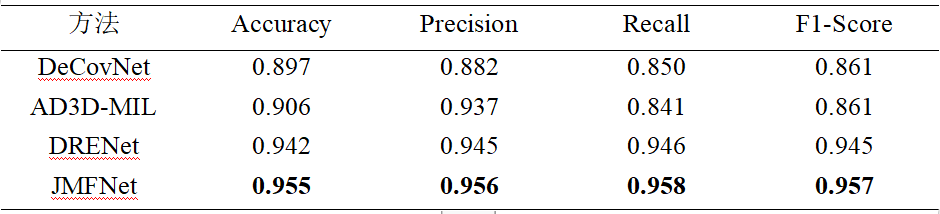 方法 Accuracy Precision Recall F1-Score
DeCovNet 0.897 0.882 0.850 0.861
AD3D-MIL 0.906 0.937 0.841 0.861
DRENet 0.942 0.945 0.946 0.945
JMFNet 0.955 0.956 0.958 0.957